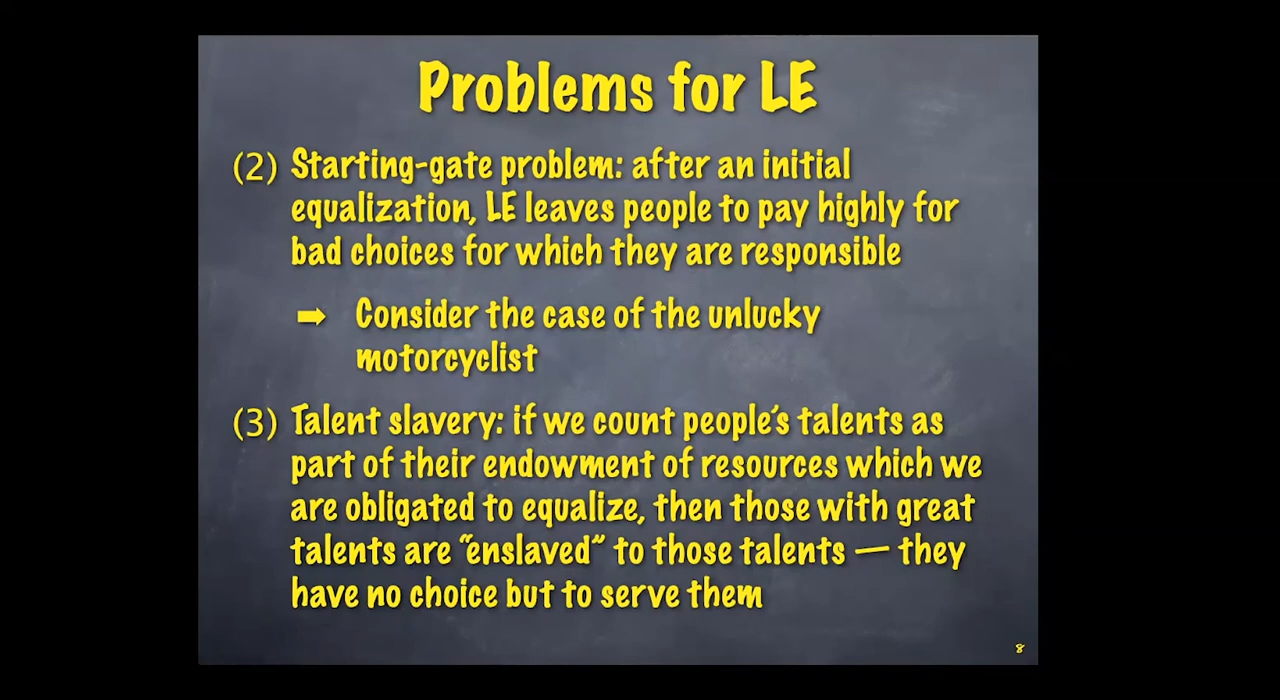 Problems for LE
(2) Starting-gate problem: after an initial
equalization, LE leaves people to pay highly for
bad choices for which they are responsible
➡ Consider the case of the unlucky
motorcyclist
(3) Talent slavery: if we count people's talents as
part of their endowment of resources which we
are obligated to equalize, then those with great
talents are “enslaved” to those talents — they
have no choice but to serve them
8